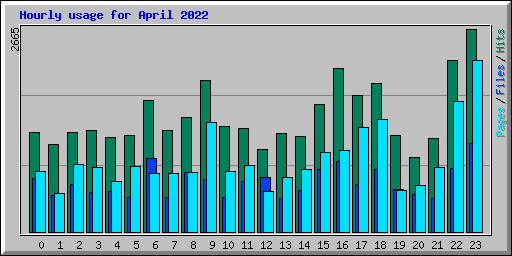 Hourly usage for April 2022
2665
Pages/Files/Hits
0 1 2 3 4 5 6 7 8 9 10 11 12 13 14 15 16 17 18 19 20 21 22 23